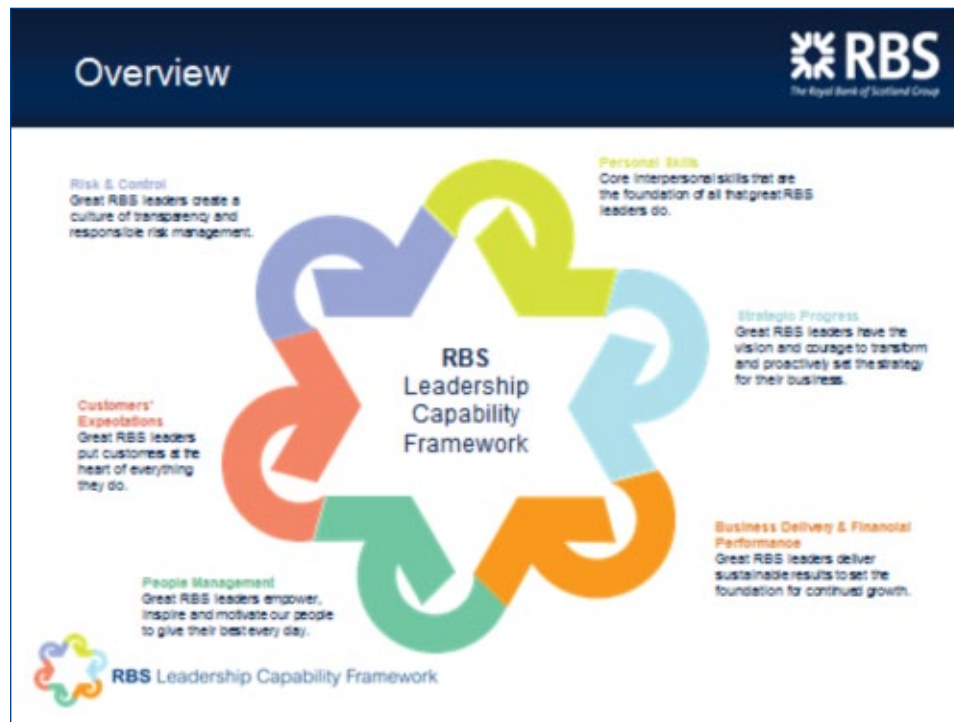 Overview
RBS
The Royal Bank of Scotland Group
Risk & Control
Great RBS leaders create a
culture of transparency and
responsible risk management.
Personal Skills
Core interpersonal skills that are
the foundation of all that great RBS
leaders do.
Strategic Progress
Great RBS leaders have the
vision and courage to transform
and proactively set the strategy
for their business.
RBS
Leadership
Capability
Framework
Customers'
Expectations
Great RBS leaders
put customers at the
heart of everything
they do.
Business Delivery & Financial
Performance
Great RBS leaders deliver
sustainable results to set the
foundation for continued growth.
People Management
Great RBS leaders empower,
inspire and motivate our people
to give their best every day.
RBS Leadership Capability Framework